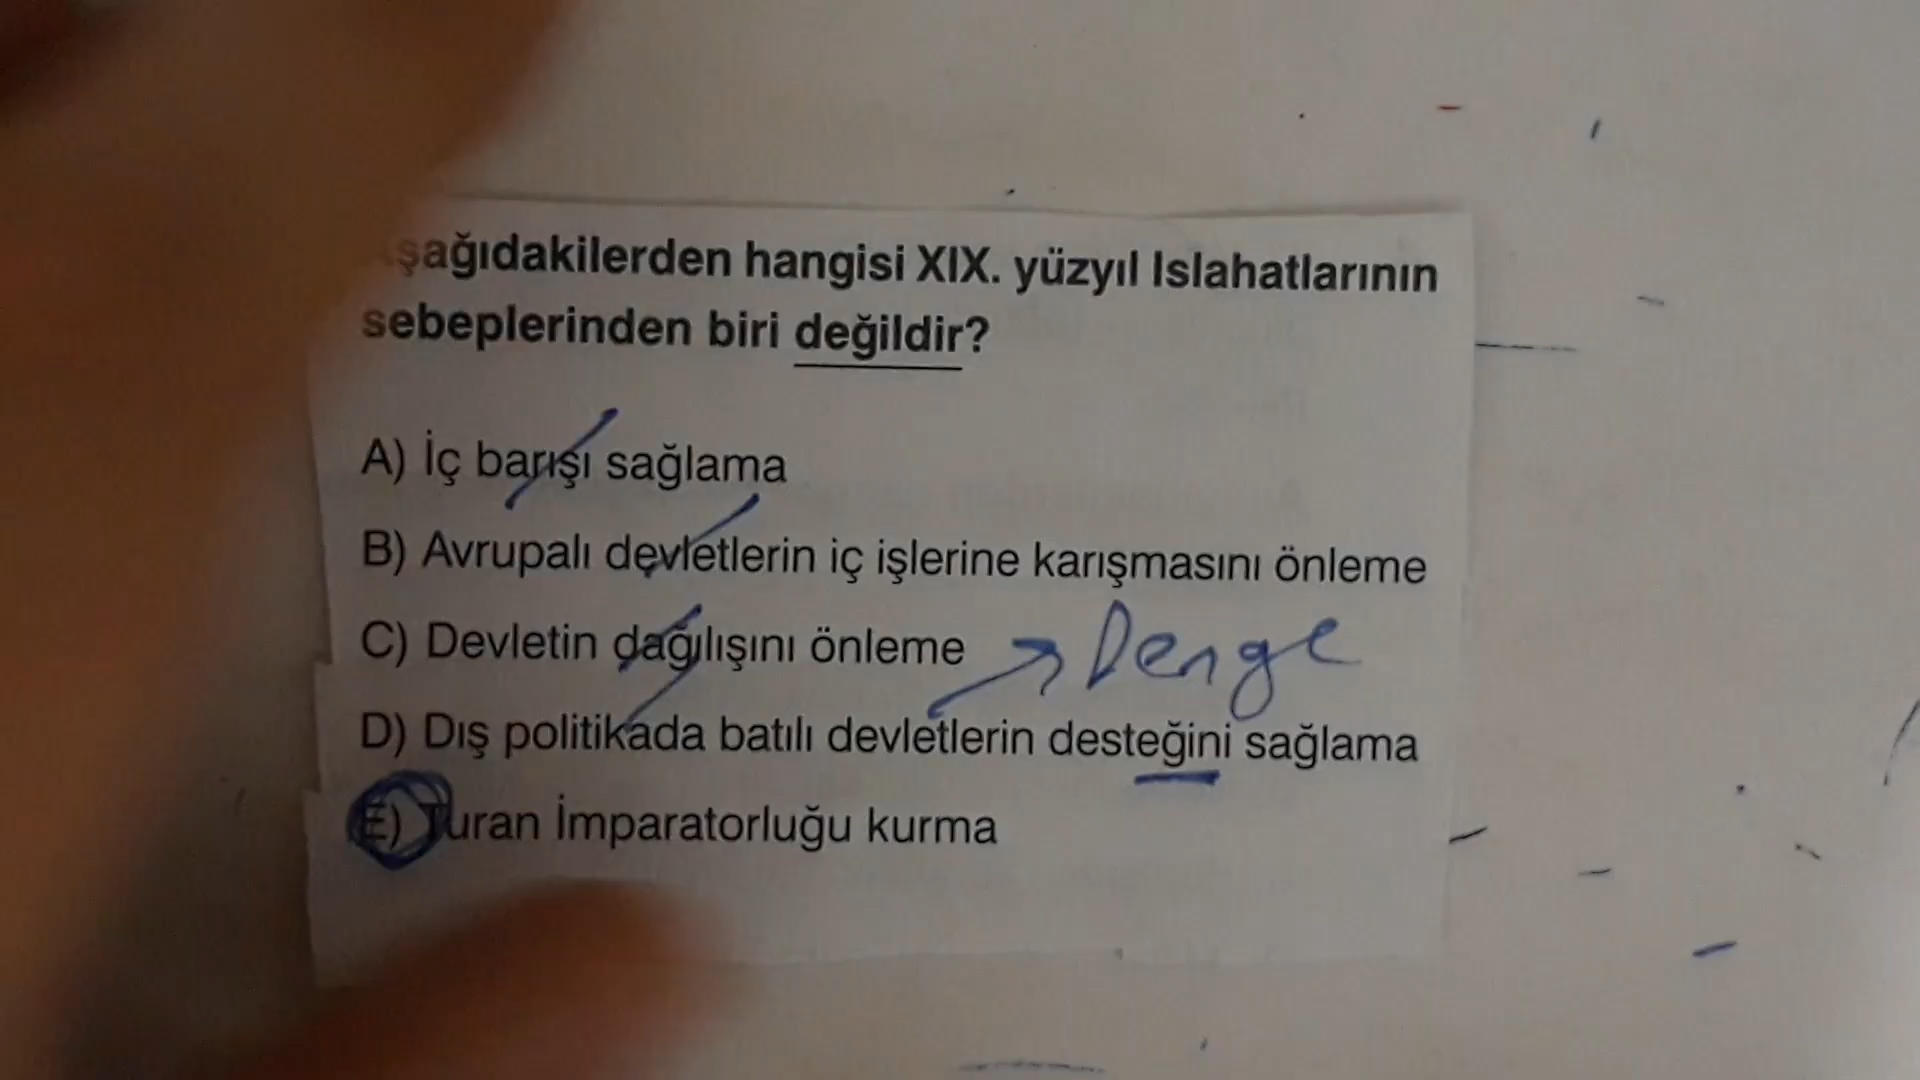 şağıdakilerden hangisi XIX. yüzyıl Islahatlarının
sebeplerinden biri değildir?
A) İç barışı sağlama
B) Avrupalı devletlerin iç işlerine karışmasını önleme
C) Devletin dağılışını önleme
Denge
D) Dış politikada batılı devletlerin desteğini sağlama
E) Turan İmparatorluğu kurma